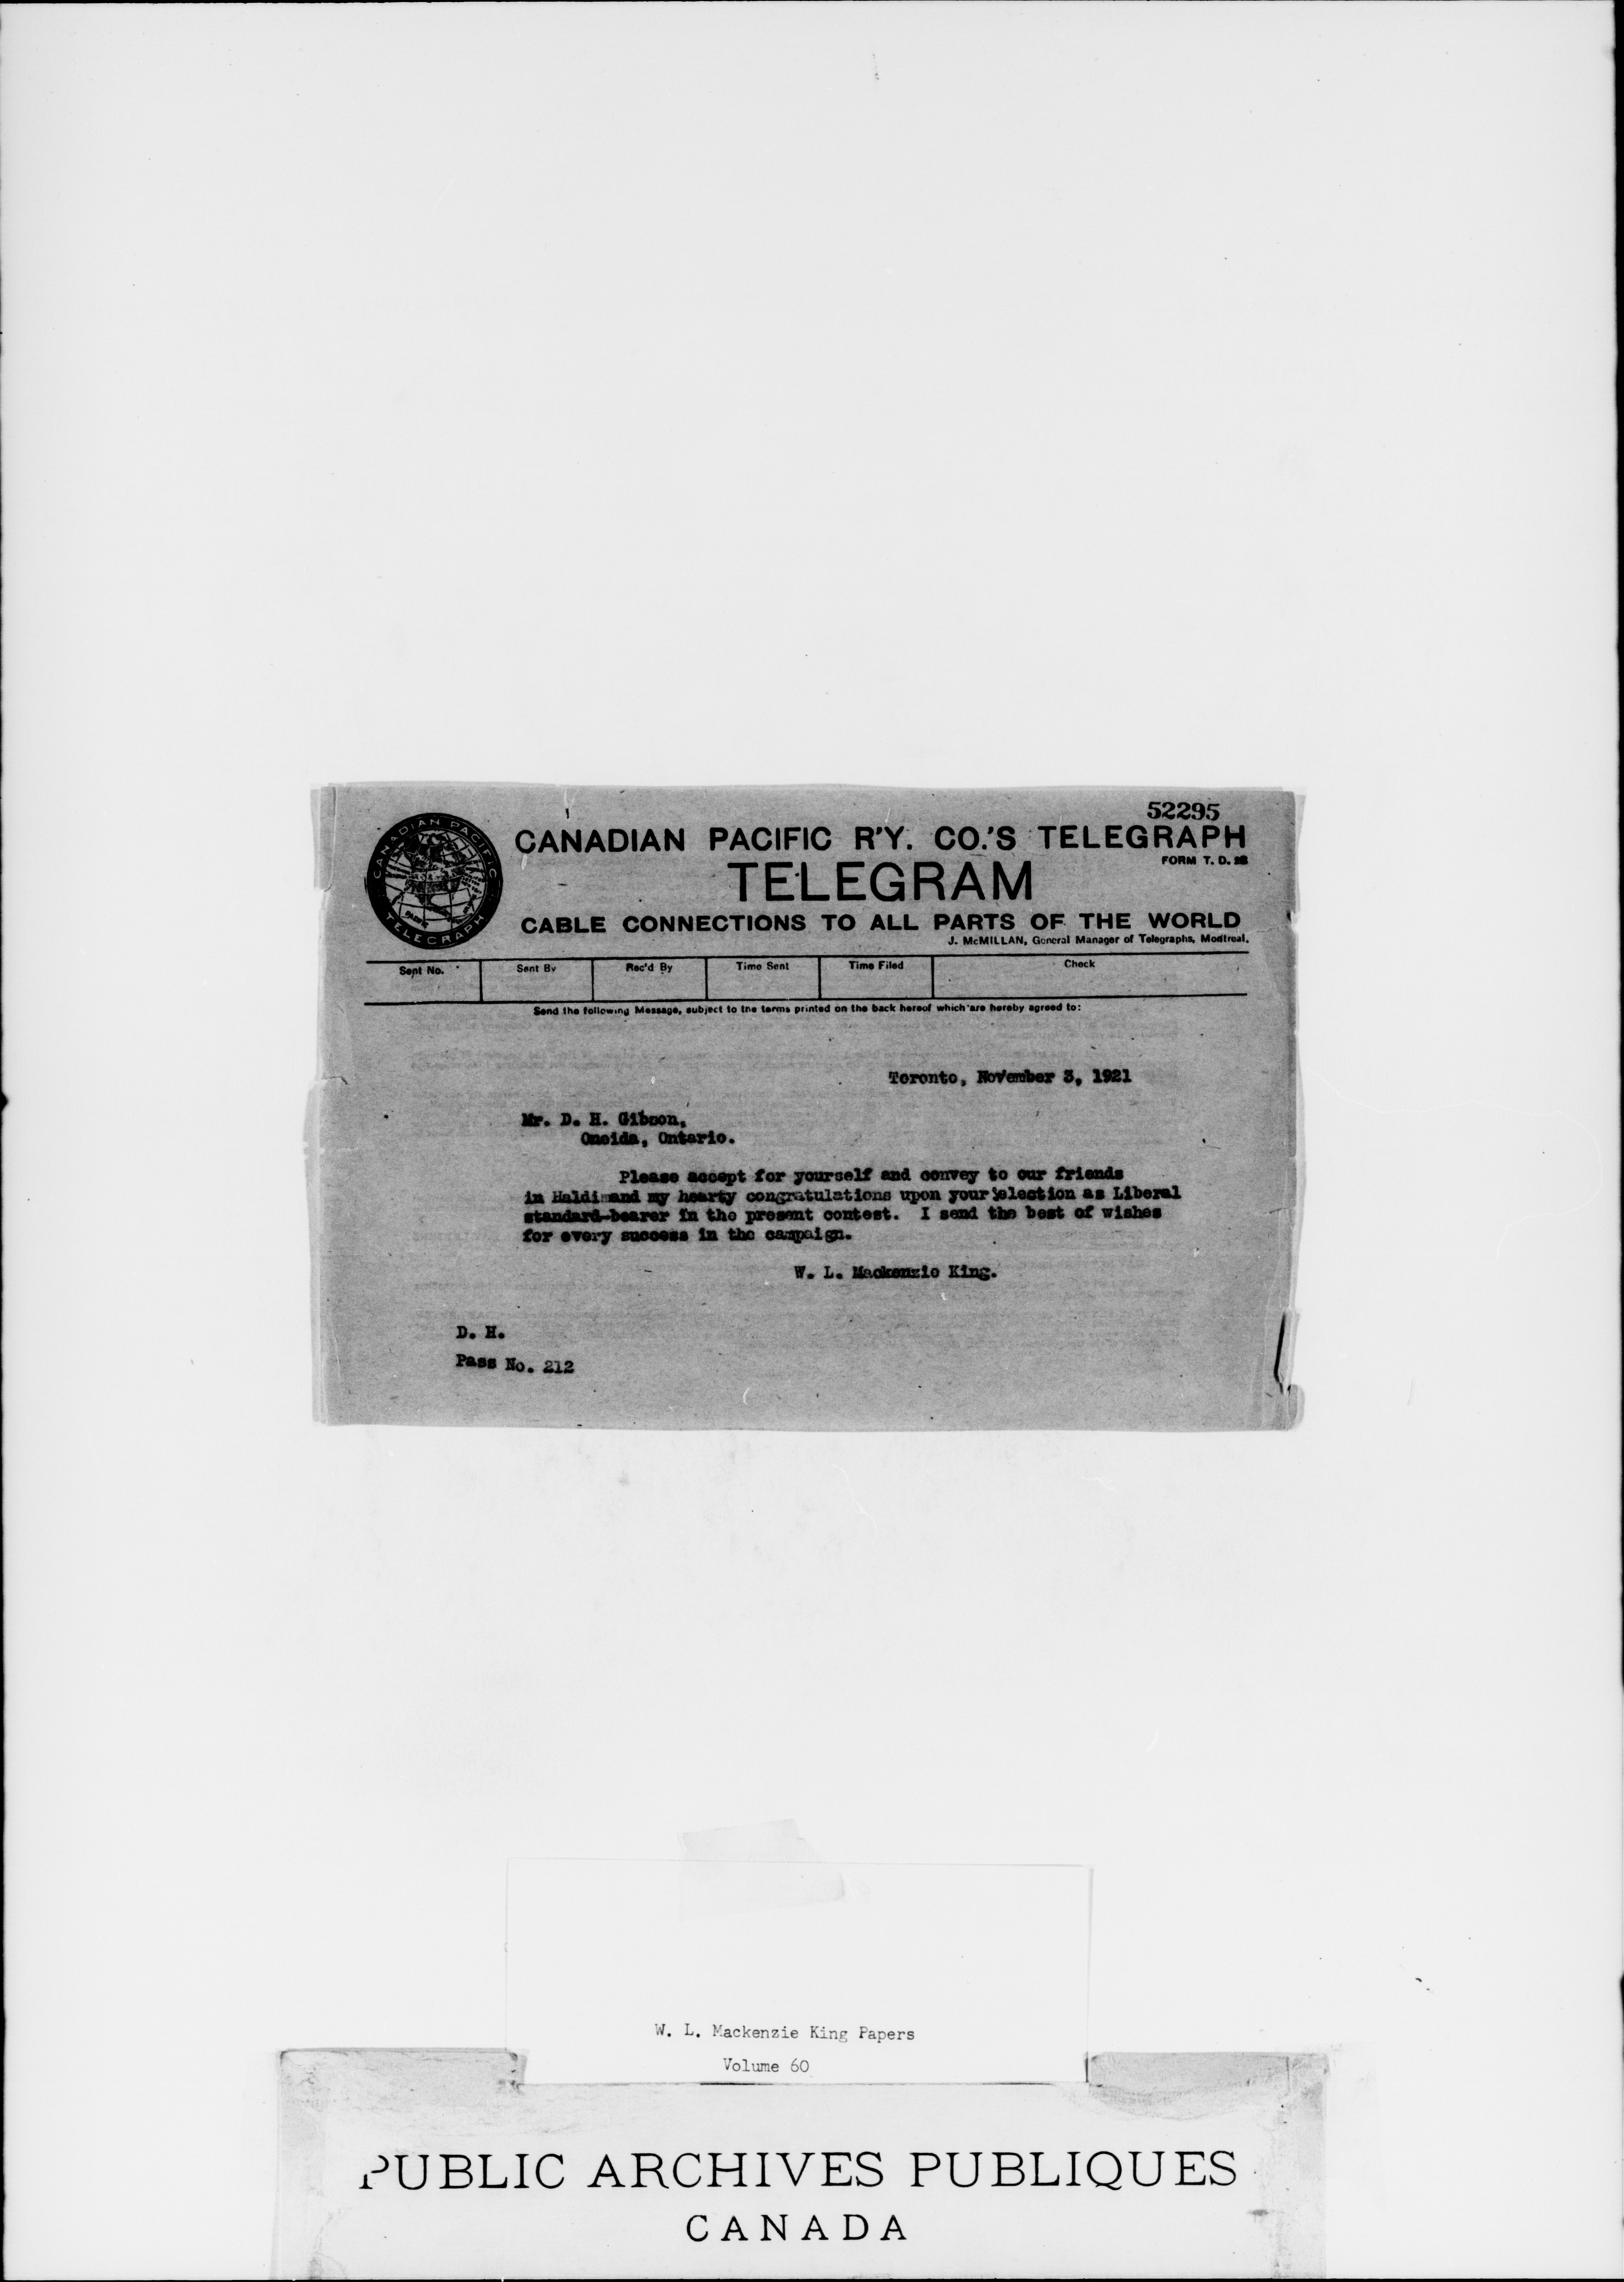 52295
CANADIAN PACIFIC R'Y. CO.'S TELEGRAPH
FORM T. D.
TELEGRAM
CANADIAN PACIFIC
TELEGRAPH
CABLE CONNECTIONS TO ALL PARTS OF THE WORLD
J. McMILLAN, General Manager of Telegraphs, Montreal.
Sent No. Sent By Rec'd By Time Sent Time Filed Check
Send the following Message, subject to the terms printed on the back hereof which are hereby agreed to:
Toronto, November 3, 1921
Mr. D. H. Gibson,
Oneida, Ontario.
Please accept for yourself and convey to our friends
in Haldimand my hearty congratulations upon your election as Liberal
standard-bearer in the present contest. I send the best of wishes
for every success in the campaign.
W. L. Mackenzie King.
D. H.
Pass No. 212
W. L. Mackenzie King Papers
Volume 60
PUBLIC ARCHIVES PUBLIQUES
CANADA